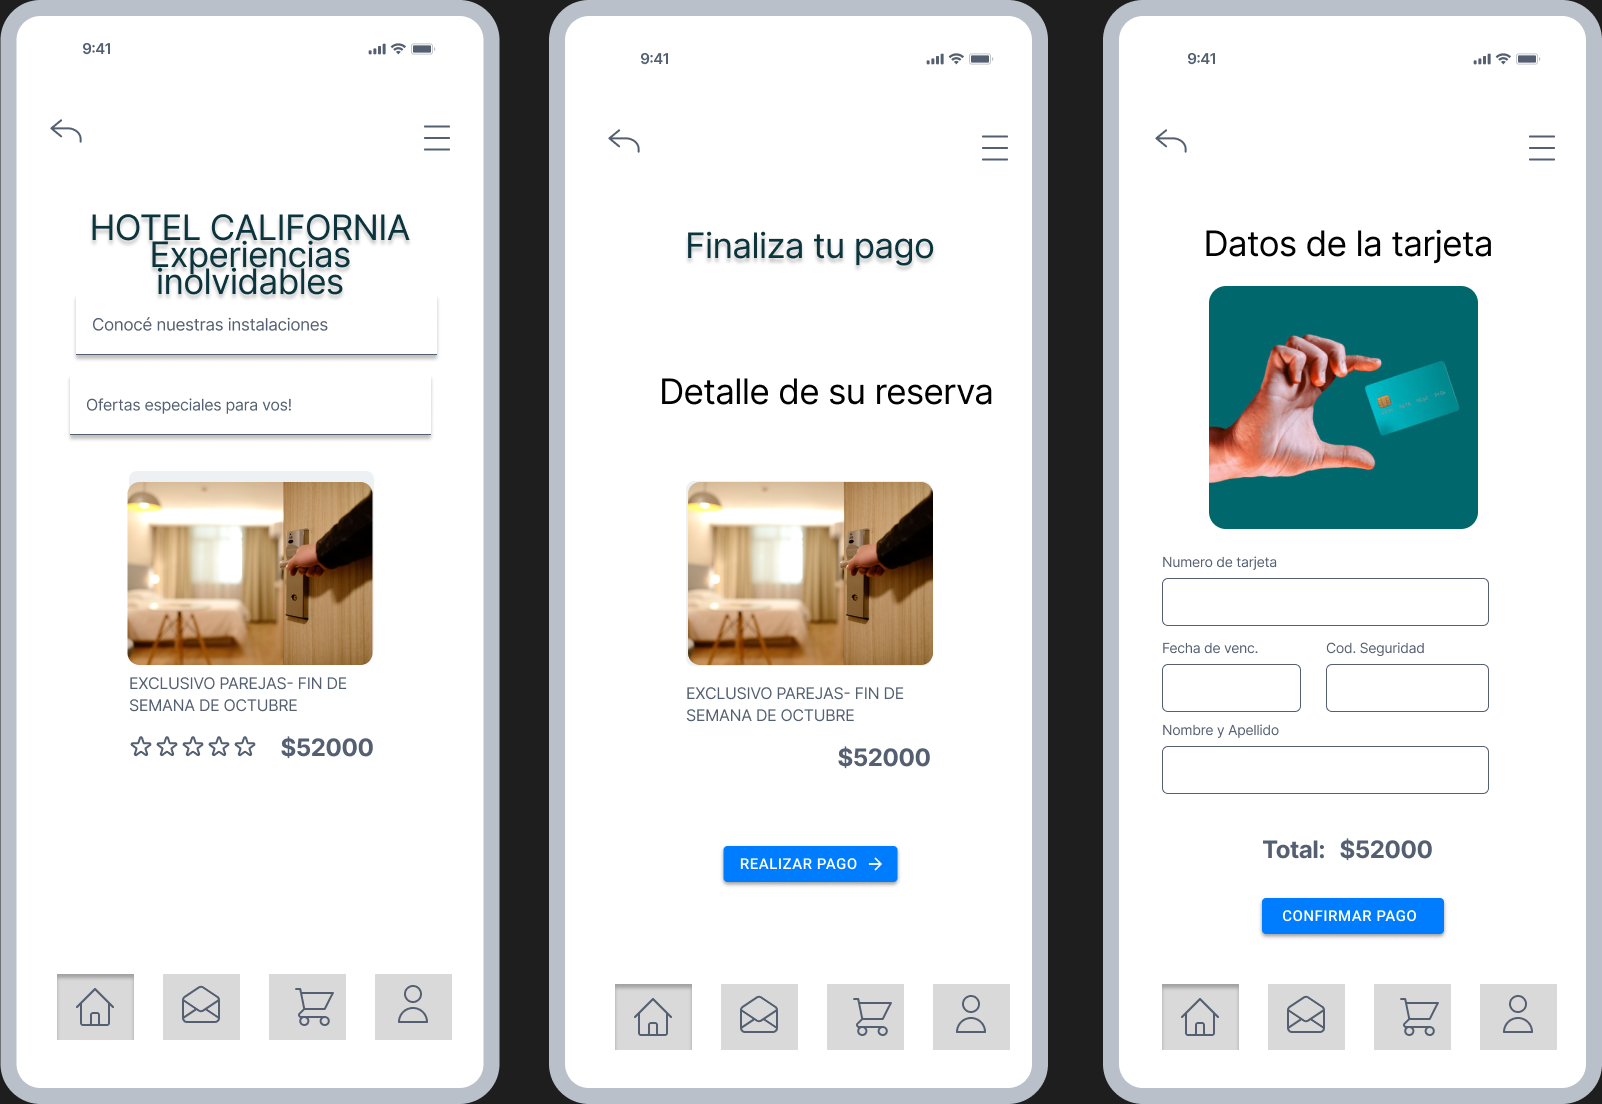 9:41
HOTEL CALIFORNIA
Experiencias
inolvidables
Conocé nuestras instalaciones
Ofertas especiales para vos!
EXCLUSIVO PAREJAS- FIN DE
SEMANA DE OCTUBRE
$52000
9:41
Finaliza tu pago
Detalle de su reserva
EXCLUSIVO PAREJAS- FIN DE
SEMANA DE OCTUBRE
$52000
REALIZAR PAGO
9:41
Datos de la tarjeta
Numero de tarjeta
Fecha de venc. Cod. Seguridad
Nombre y Apellido
Total: $52000
CONFIRMAR PAGO